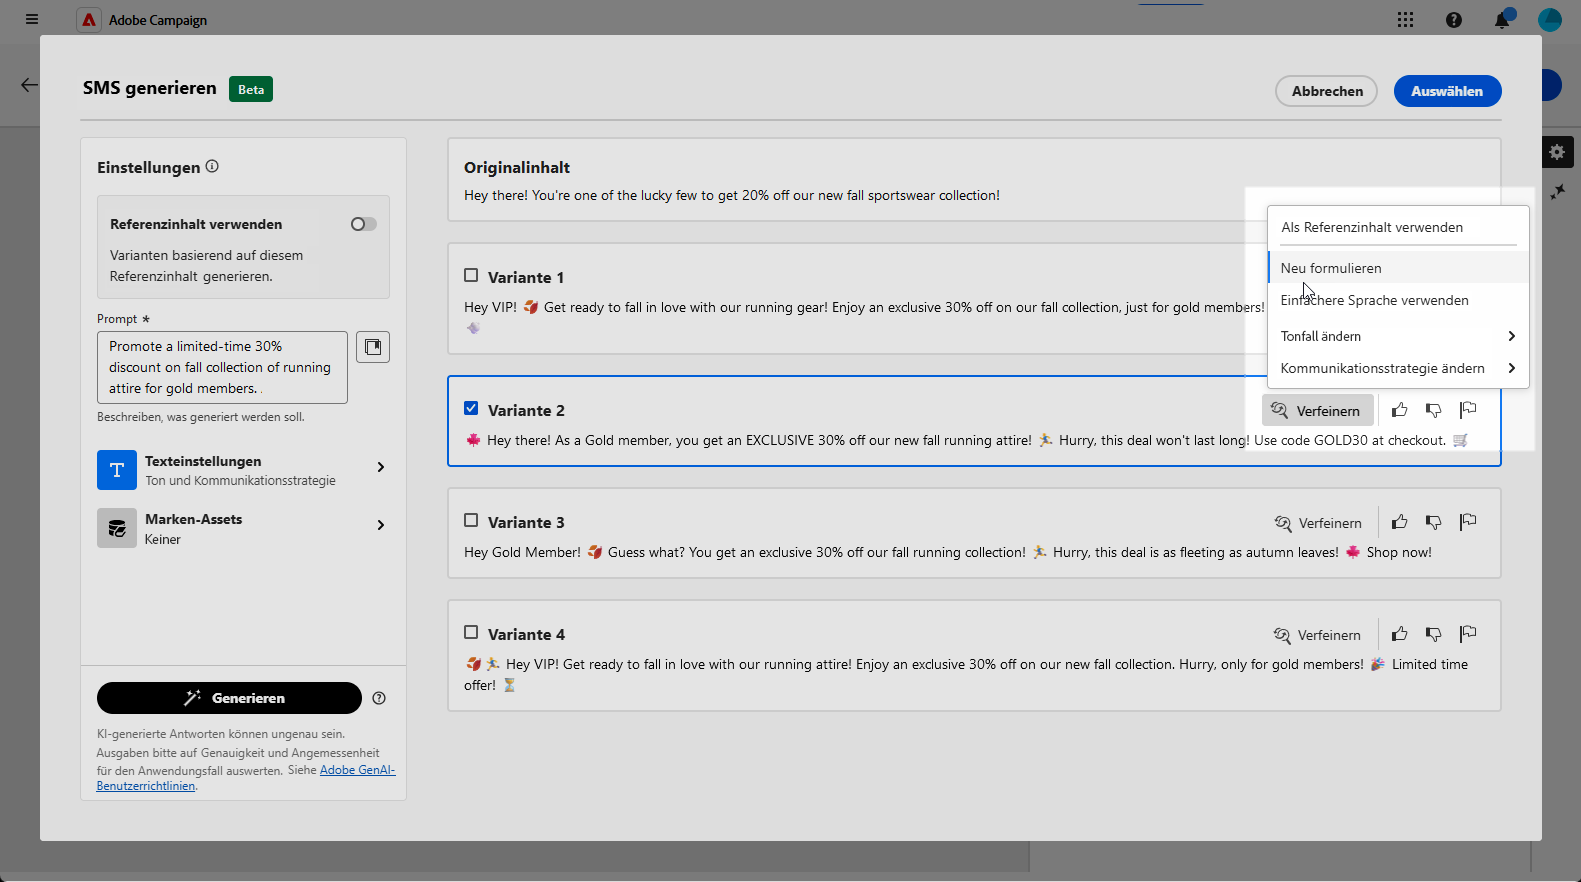 Adobe Campaign
SMS generieren
Beta
Abbrechen
Auswählen
Einstellungen
Referenzinhalt verwenden
Varianten basierend auf diesem
Referenzinhalt generieren.
Prompt *
Promote a limited-time 30%
discount on fall collection of running
attire for gold members. .
Beschreiben, was generiert werden soll.
T
Texteinstellungen
Ton und Kommunikationsstrategie
Marken-Assets
Keiner
Generieren
KI-generierte Antworten können ungenau sein.
Ausgaben bitte auf Genauigkeit und Angemessenheit
für den Anwendungsfall auswerten. Siehe Adobe GenAI-
Benutzerrichtlinien.
Originalinhalt
Hey there! You're one of the lucky few to get 20% off our new fall sportswear collection!
Variante 1
Hey VIP! 🍂 Get ready to fall in love with our running gear! Enjoy an exclusive 30% off on our fall collection, just for gold members!
Als Referenzinhalt verwenden
Neu formulieren
Einfachere Sprache verwenden
Tonfall ändern
Kommunikationsstrategie ändern
Variante 2
Verfeinern
🍁 Hey there! As a Gold member, you get an EXCLUSIVE 30% off our new fall running attire! 🏃 Hurry, this deal won't last long! Use code GOLD30 at checkout. 🛒
Variante 3
Verfeinern
Hey Gold Member! 🍂 Guess what? You get an exclusive 30% off our fall running collection! 🏃 Hurry, this deal is as fleeting as autumn leaves! 🍁 Shop now!
Variante 4
Verfeinern
🍂🏃 Hey VIP! Get ready to fall in love with our running attire! Enjoy an exclusive 30% off on our new fall collection. Hurry, only for gold members! 🎉 Limited time
offer! ⏳